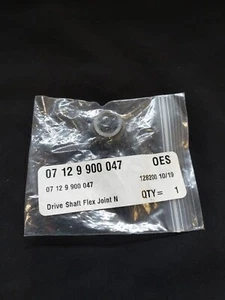 07 12 9 900 047 OES
07 12 9 900 047 128200 10/19
Drive Shaft Flex Joint N QTY= 1